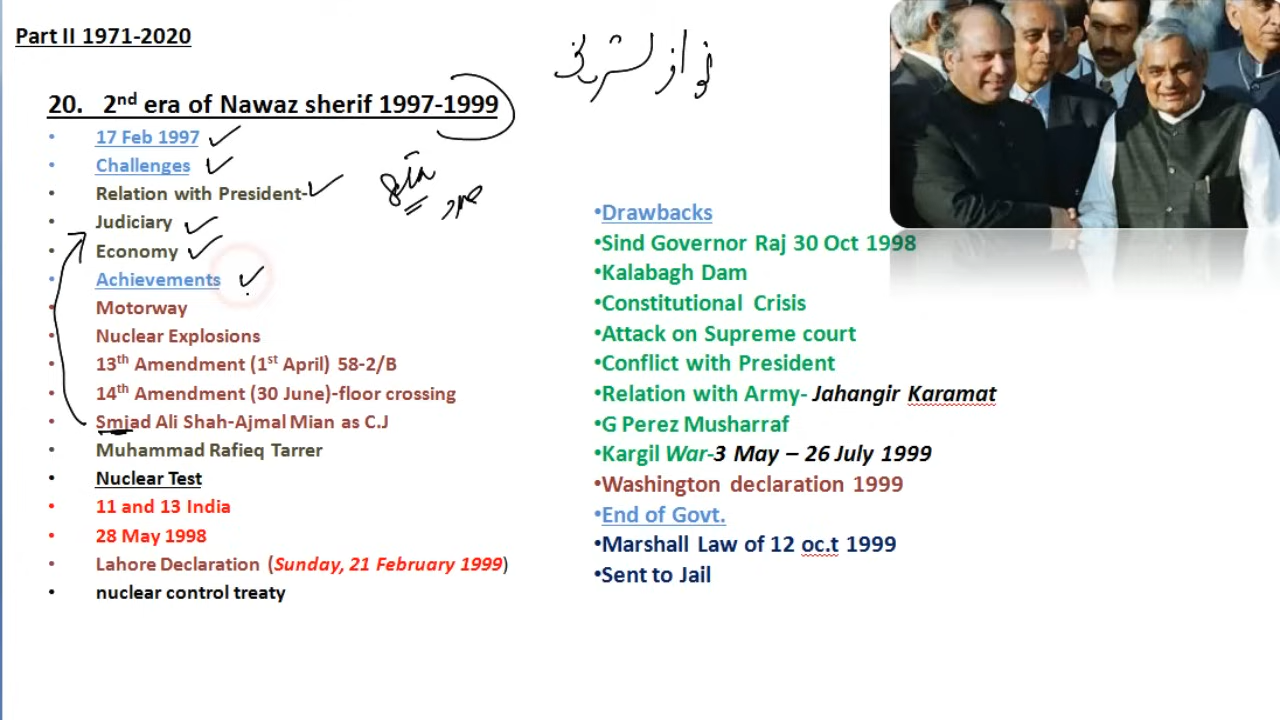 Part II 1971-2020
نواز شریف
20. 2nd era of Nawaz sherif 1997-1999
• 17 Feb 1997
• Challenges
• Relation with President-
• Judiciary
• Economy
• Achievements
• Motorway
• Nuclear Explosions
• 13th Amendment (1st April) 58-2/B
• 14th Amendment (30 June)-floor crossing
• Smjad Ali Shah-Ajmal Mian as C.J
• Muhammad Rafieq Tarrer
• Nuclear Test
• 11 and 13 India
• 28 May 1998
• Lahore Declaration (Sunday, 21 February 1999)
• nuclear control treaty
•Drawbacks
•Sind Governor Raj 30 Oct 1998
•Kalabagh Dam
•Constitutional Crisis
•Attack on Supreme court
•Conflict with President
•Relation with Army- Jahangir Karamat
•G Perez Musharraf
•Kargil War-3 May – 26 July 1999
•Washington declaration 1999
•End of Govt.
•Marshall Law of 12 oc.t 1999
•Sent to Jail